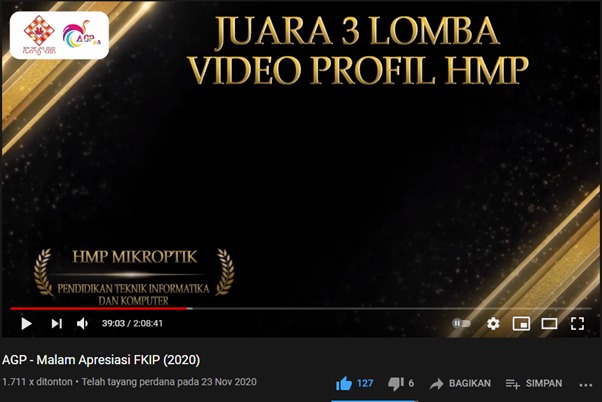 AGP
JUARA 3 LOMBA
VIDEO PROFIL HMP
HMP MIKROPTIK
PENDIDIKAN TEKNIK INFORMATIKA
DAN KOMPUTER
39:03 / 2:08:41
AGP - Malam Apresiasi FKIP (2020)
1.711 x ditonton • Telah tayang perdana pada 23 Nov 2020
127
6
BAGIKAN
SIMPAN